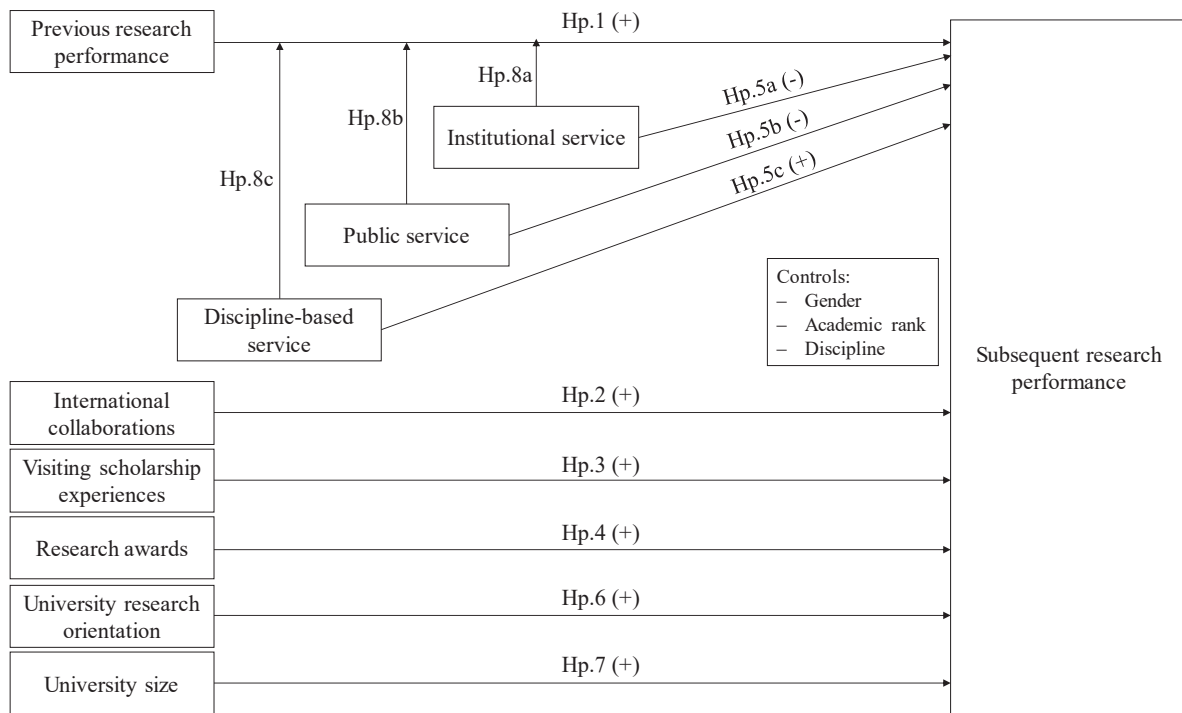 Previous research
performance
Hp.1 (+)
Hp.8a
Hp.8b
Hp.8c
Institutional service
Hp.5a (-)
Hp.5b (-)
Hp.5c (+)
Public service
Discipline-based
service
Controls:
– Gender
– Academic rank
– Discipline
Subsequent research
performance
International
collaborations
Hp.2 (+)
Visiting scholarship
experiences
Hp.3 (+)
Research awards
Hp.4 (+)
University research
orientation
Hp.6 (+)
University size
Hp.7 (+)